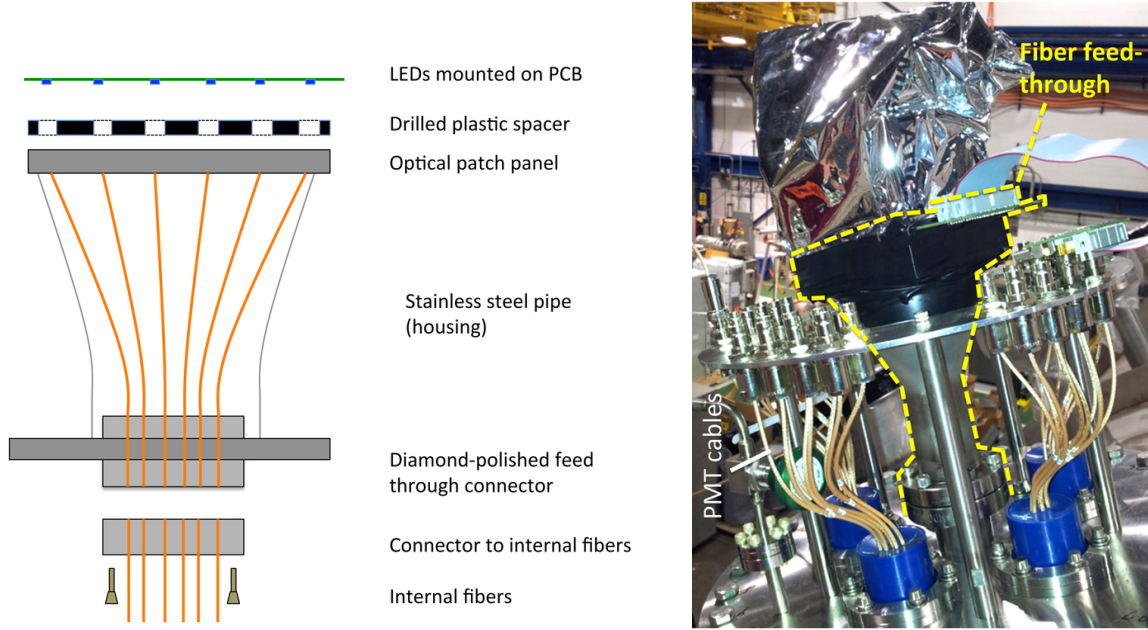 LEDs mounted on PCB
Drilled plastic spacer
Optical patch panel
Stainless steel pipe
(housing)
Diamond-polished feed
through connector
Connector to internal fibers
Internal fibers
Fiber feed-
through
PMT cables